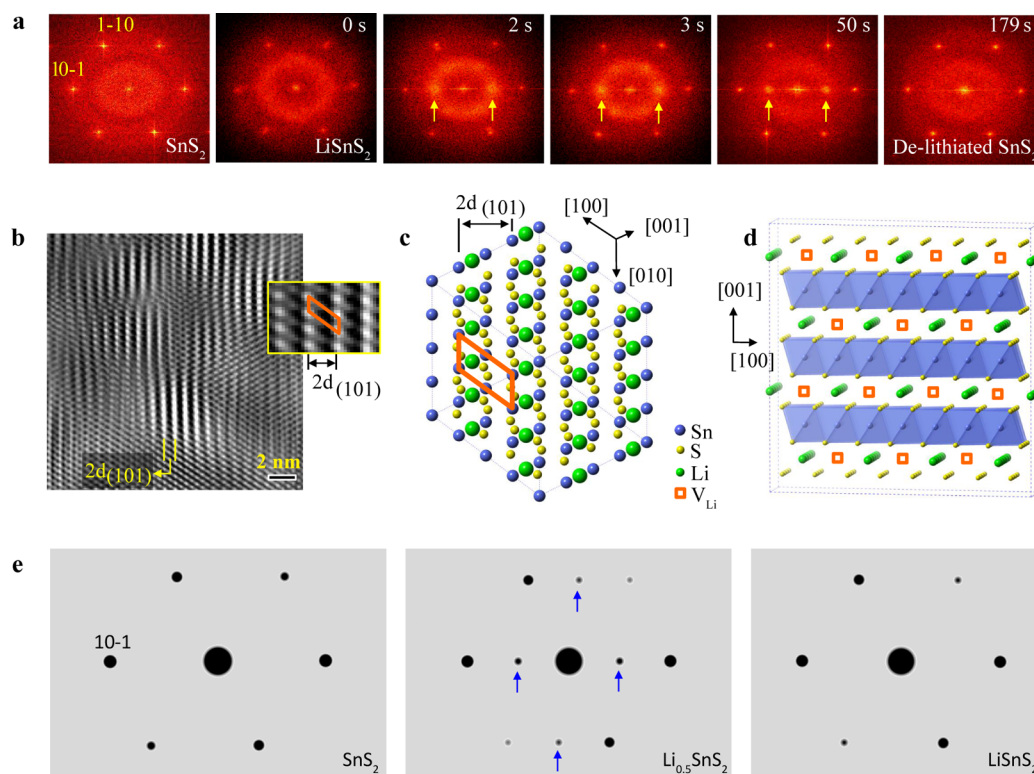 a
1-10
10-1
SnS2
0 s
LiSnS2
2 s
3 s
50 s
179 s
De-lithiated SnS2
b
2d(101)
2 nm
2d(101)
c
2d(101)
[100]
[001]
[010]
Sn
S
Li
VLi
d
[001]
[100]
e
10-1
SnS2
Li0.5SnS2
LiSnS2